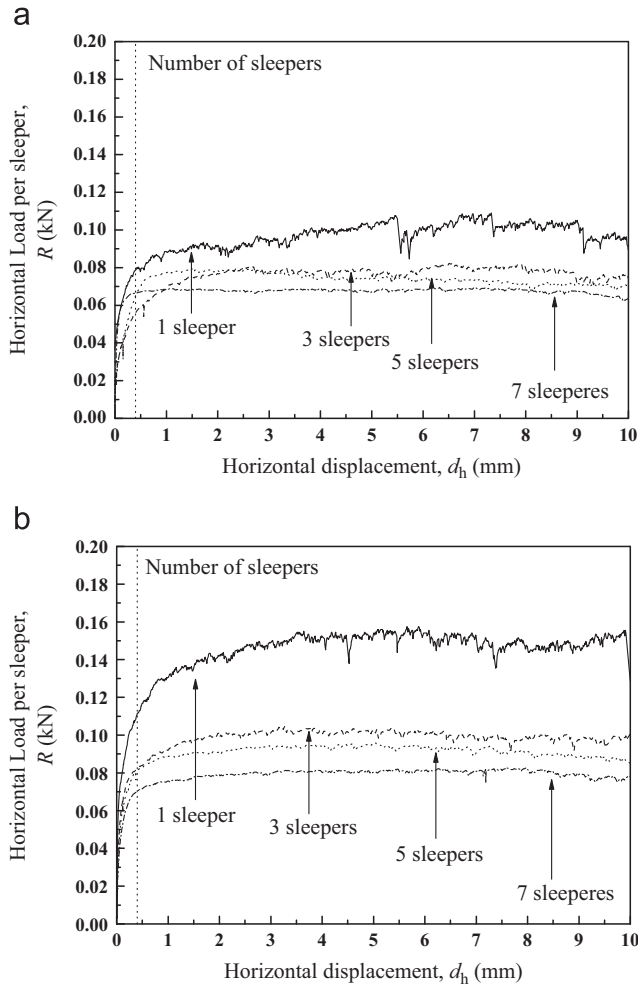 a
0.20
Number of sleepers
0.18
0.16
0.14
0.12
0.10
0.08
0.06
0.04
0.02
0.00
Horizontal Load per sleeper,
R (kN)
1 sleeper
3 sleepers
5 sleepers
7 sleeperes
0 1 2 3 4 5 6 7 8 9 10
Horizontal displacement, d_h (mm)
b
0.20
Number of sleepers
0.18
0.16
0.14
0.12
0.10
0.08
0.06
0.04
0.02
0.00
Horizontal Load per sleeper,
R (kN)
1 sleeper
3 sleepers
5 sleepers
7 sleeperes
0 1 2 3 4 5 6 7 8 9 10
Horizontal displacement, d_h (mm)